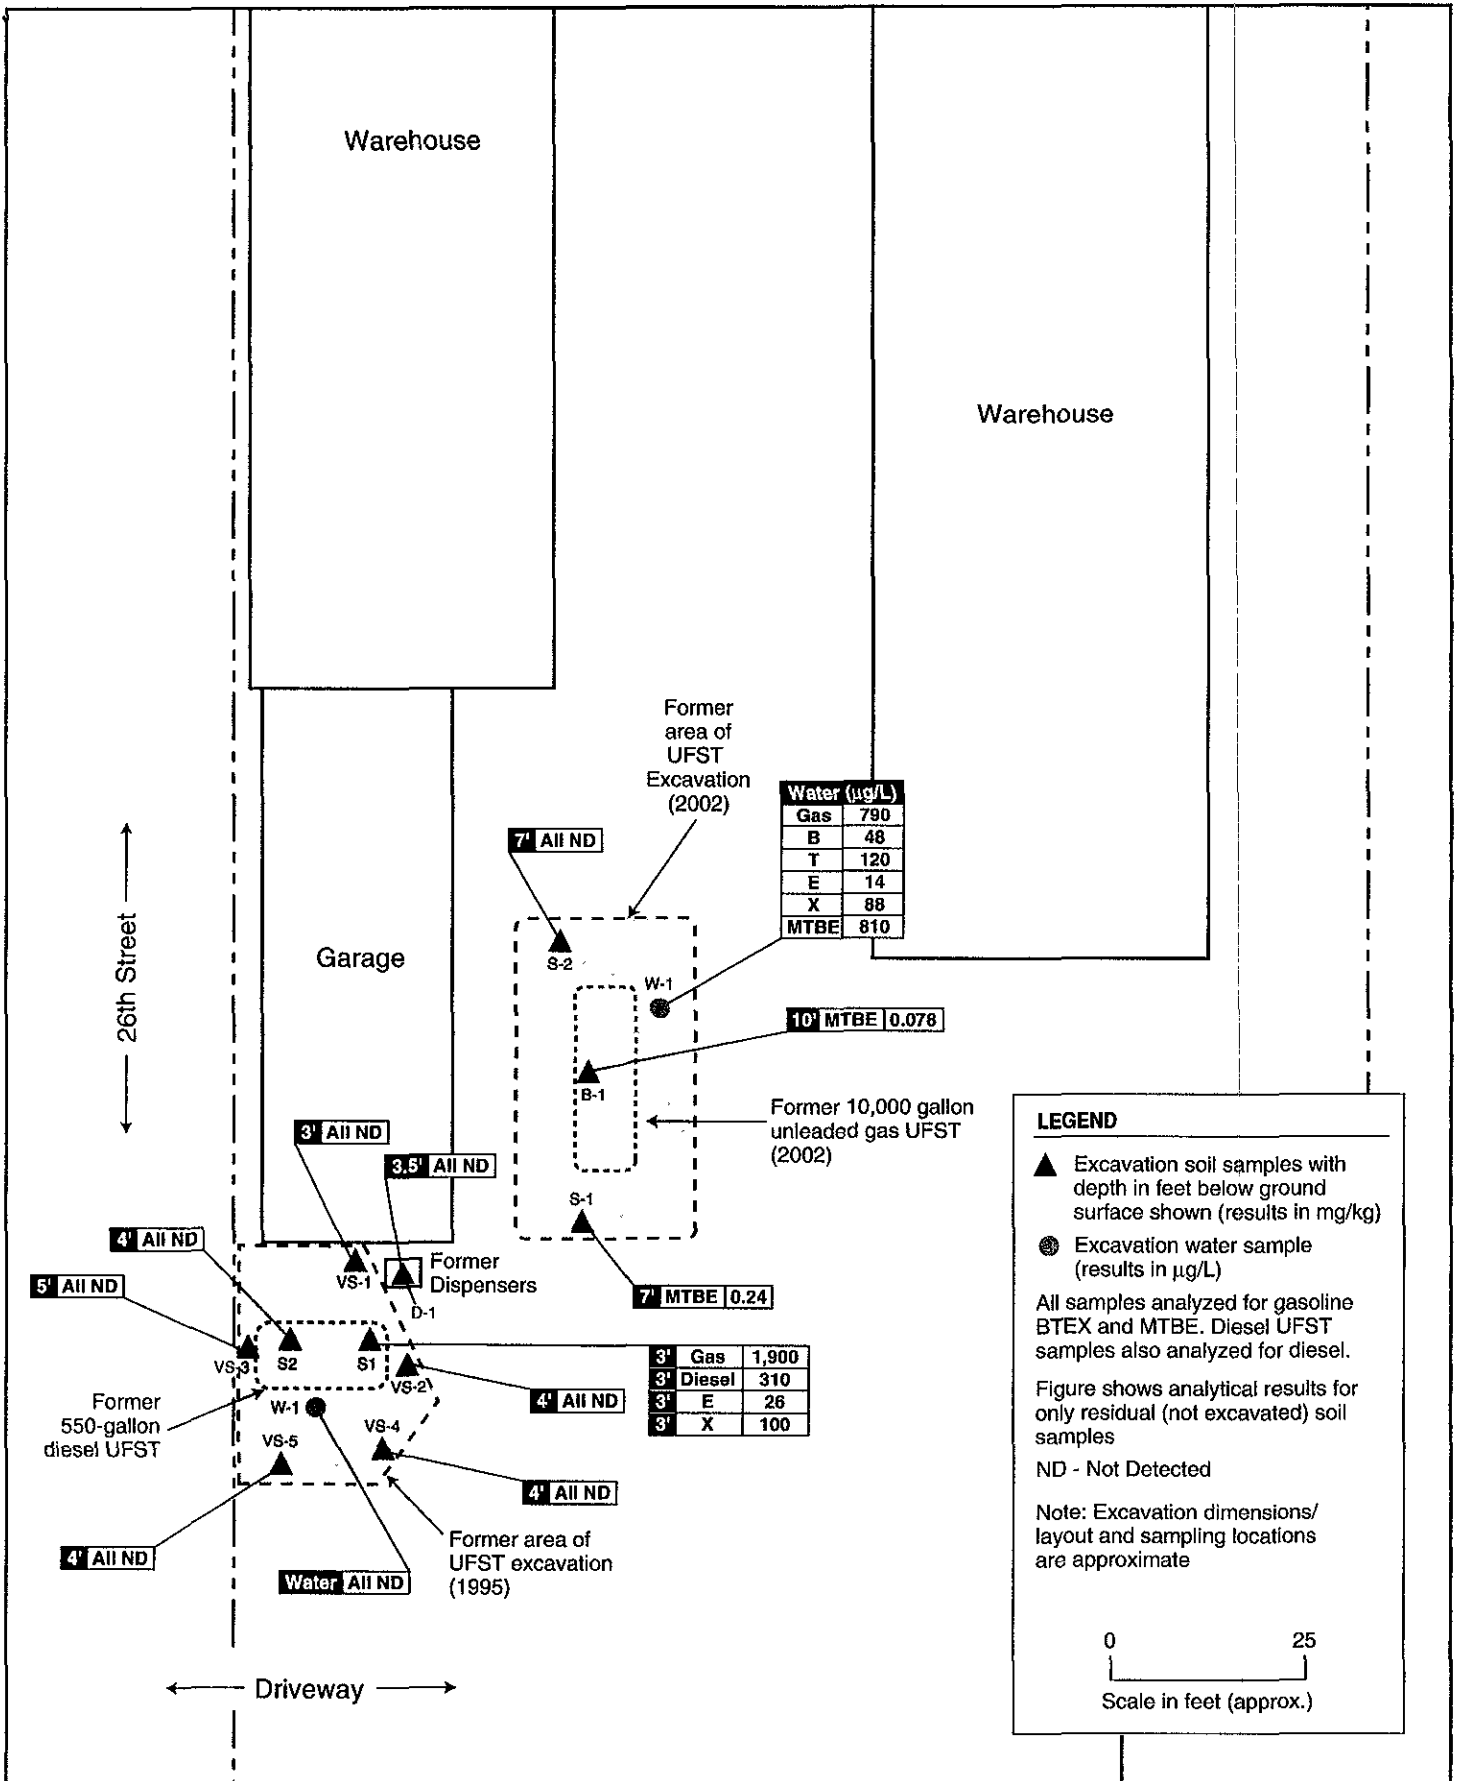 Warehouse
Warehouse
Former
area of
UFST
Excavation
(2002)
Water (µg/L)
Gas 790
B 48
T 120
E 14
X 88
MTBE 810
7' All ND
26th Street
Garage
S-2
W-1
10' MTBE 0.078
B-1
Former 10,000 gallon
unleaded gas UFST
(2002)
3' All ND
3.5' All ND
S-1
4' All ND
VS-1
Former
Dispensers
D-1
5' All ND
7' MTBE 0.24
VS-3
S2
S1
VS-2
3' Gas 1,900
3' Diesel 310
3' E 26
3' X 100
4' All ND
Former
550-gallon
diesel UFST
W-1
VS-4
VS-5
4' All ND
4' All ND
Water All ND
Former area of
UFST excavation
(1995)
Driveway
LEGEND
Excavation soil samples with
depth in feet below ground
surface shown (results in mg/kg)
Excavation water sample
(results in µg/L)
All samples analyzed for gasoline
BTEX and MTBE. Diesel UFST
samples also analyzed for diesel.
Figure shows analytical results for
only residual (not excavated) soil
samples
ND - Not Detected
Note: Excavation dimensions/
layout and sampling locations
are approximate
0 25
Scale in feet (approx.)